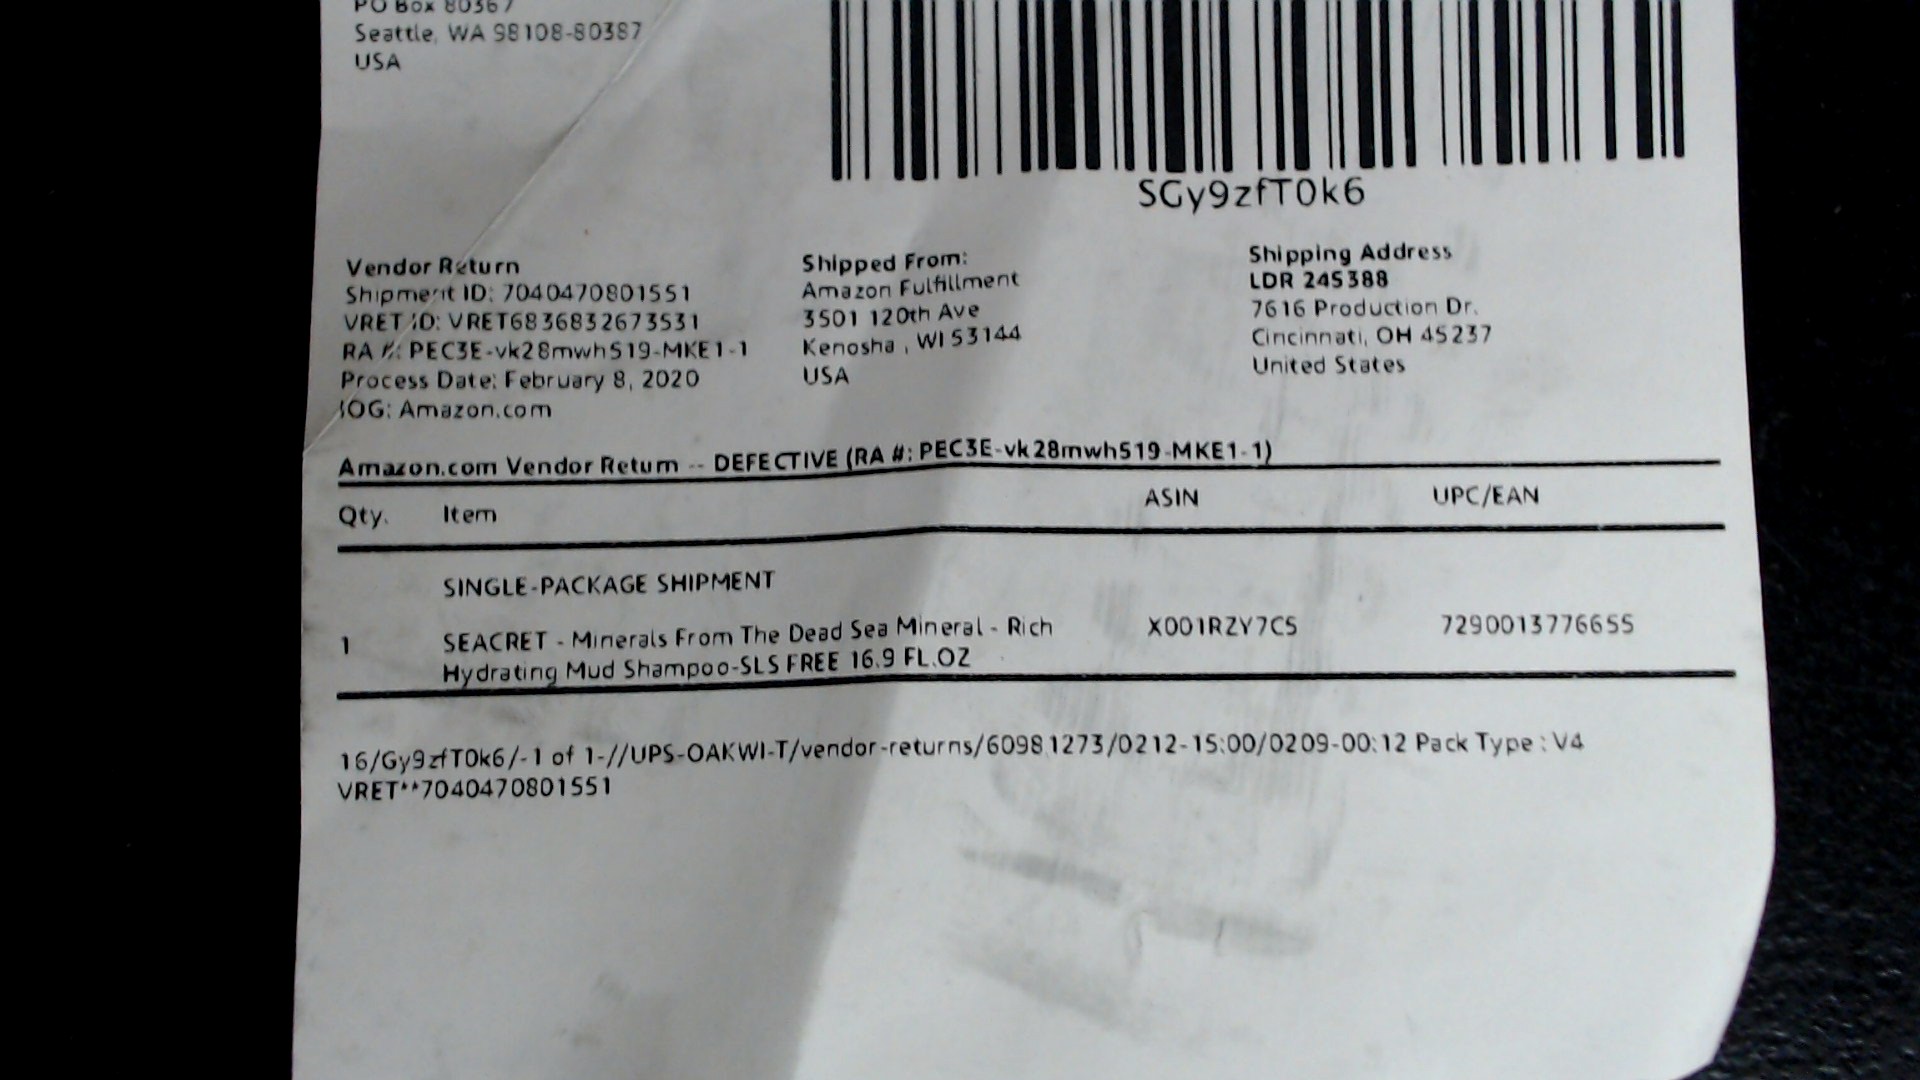 PO Box 80367
Seattle, WA 98108-80387
USA
SGy9zfT0k6
Vendor Return
Shipment ID: 7040470801551
VRET ID: VRET6836832673531
RA #: PEC3E-vk28mwh519-MKE1-1
Process Date: February 8, 2020
IOG: Amazon.com
Shipped From:
Amazon Fulfillment
3501 120th Ave
Kenosha , WI 53144
USA
Shipping Address
LDR 245388
7616 Production Dr.
Cincinnati, OH 45237
United States
Amazon.com Vendor Return -- DEFECTIVE (RA #: PEC3E-vk28mwh519-MKE1-1)
Qty. Item ASIN UPC/EAN
SINGLE-PACKAGE SHIPMENT
1 SEACRET - Minerals From The Dead Sea Mineral - Rich X001RZY7C5 7290013776655
Hydrating Mud Shampoo-SLS FREE 16.9 FL.OZ
16/Gy9zfT0k6/-1 of 1-//UPS-OAKWI-T/vendor-returns/60981273/0212-15:00/0209-00:12 Pack Type : V4
VRET**7040470801551